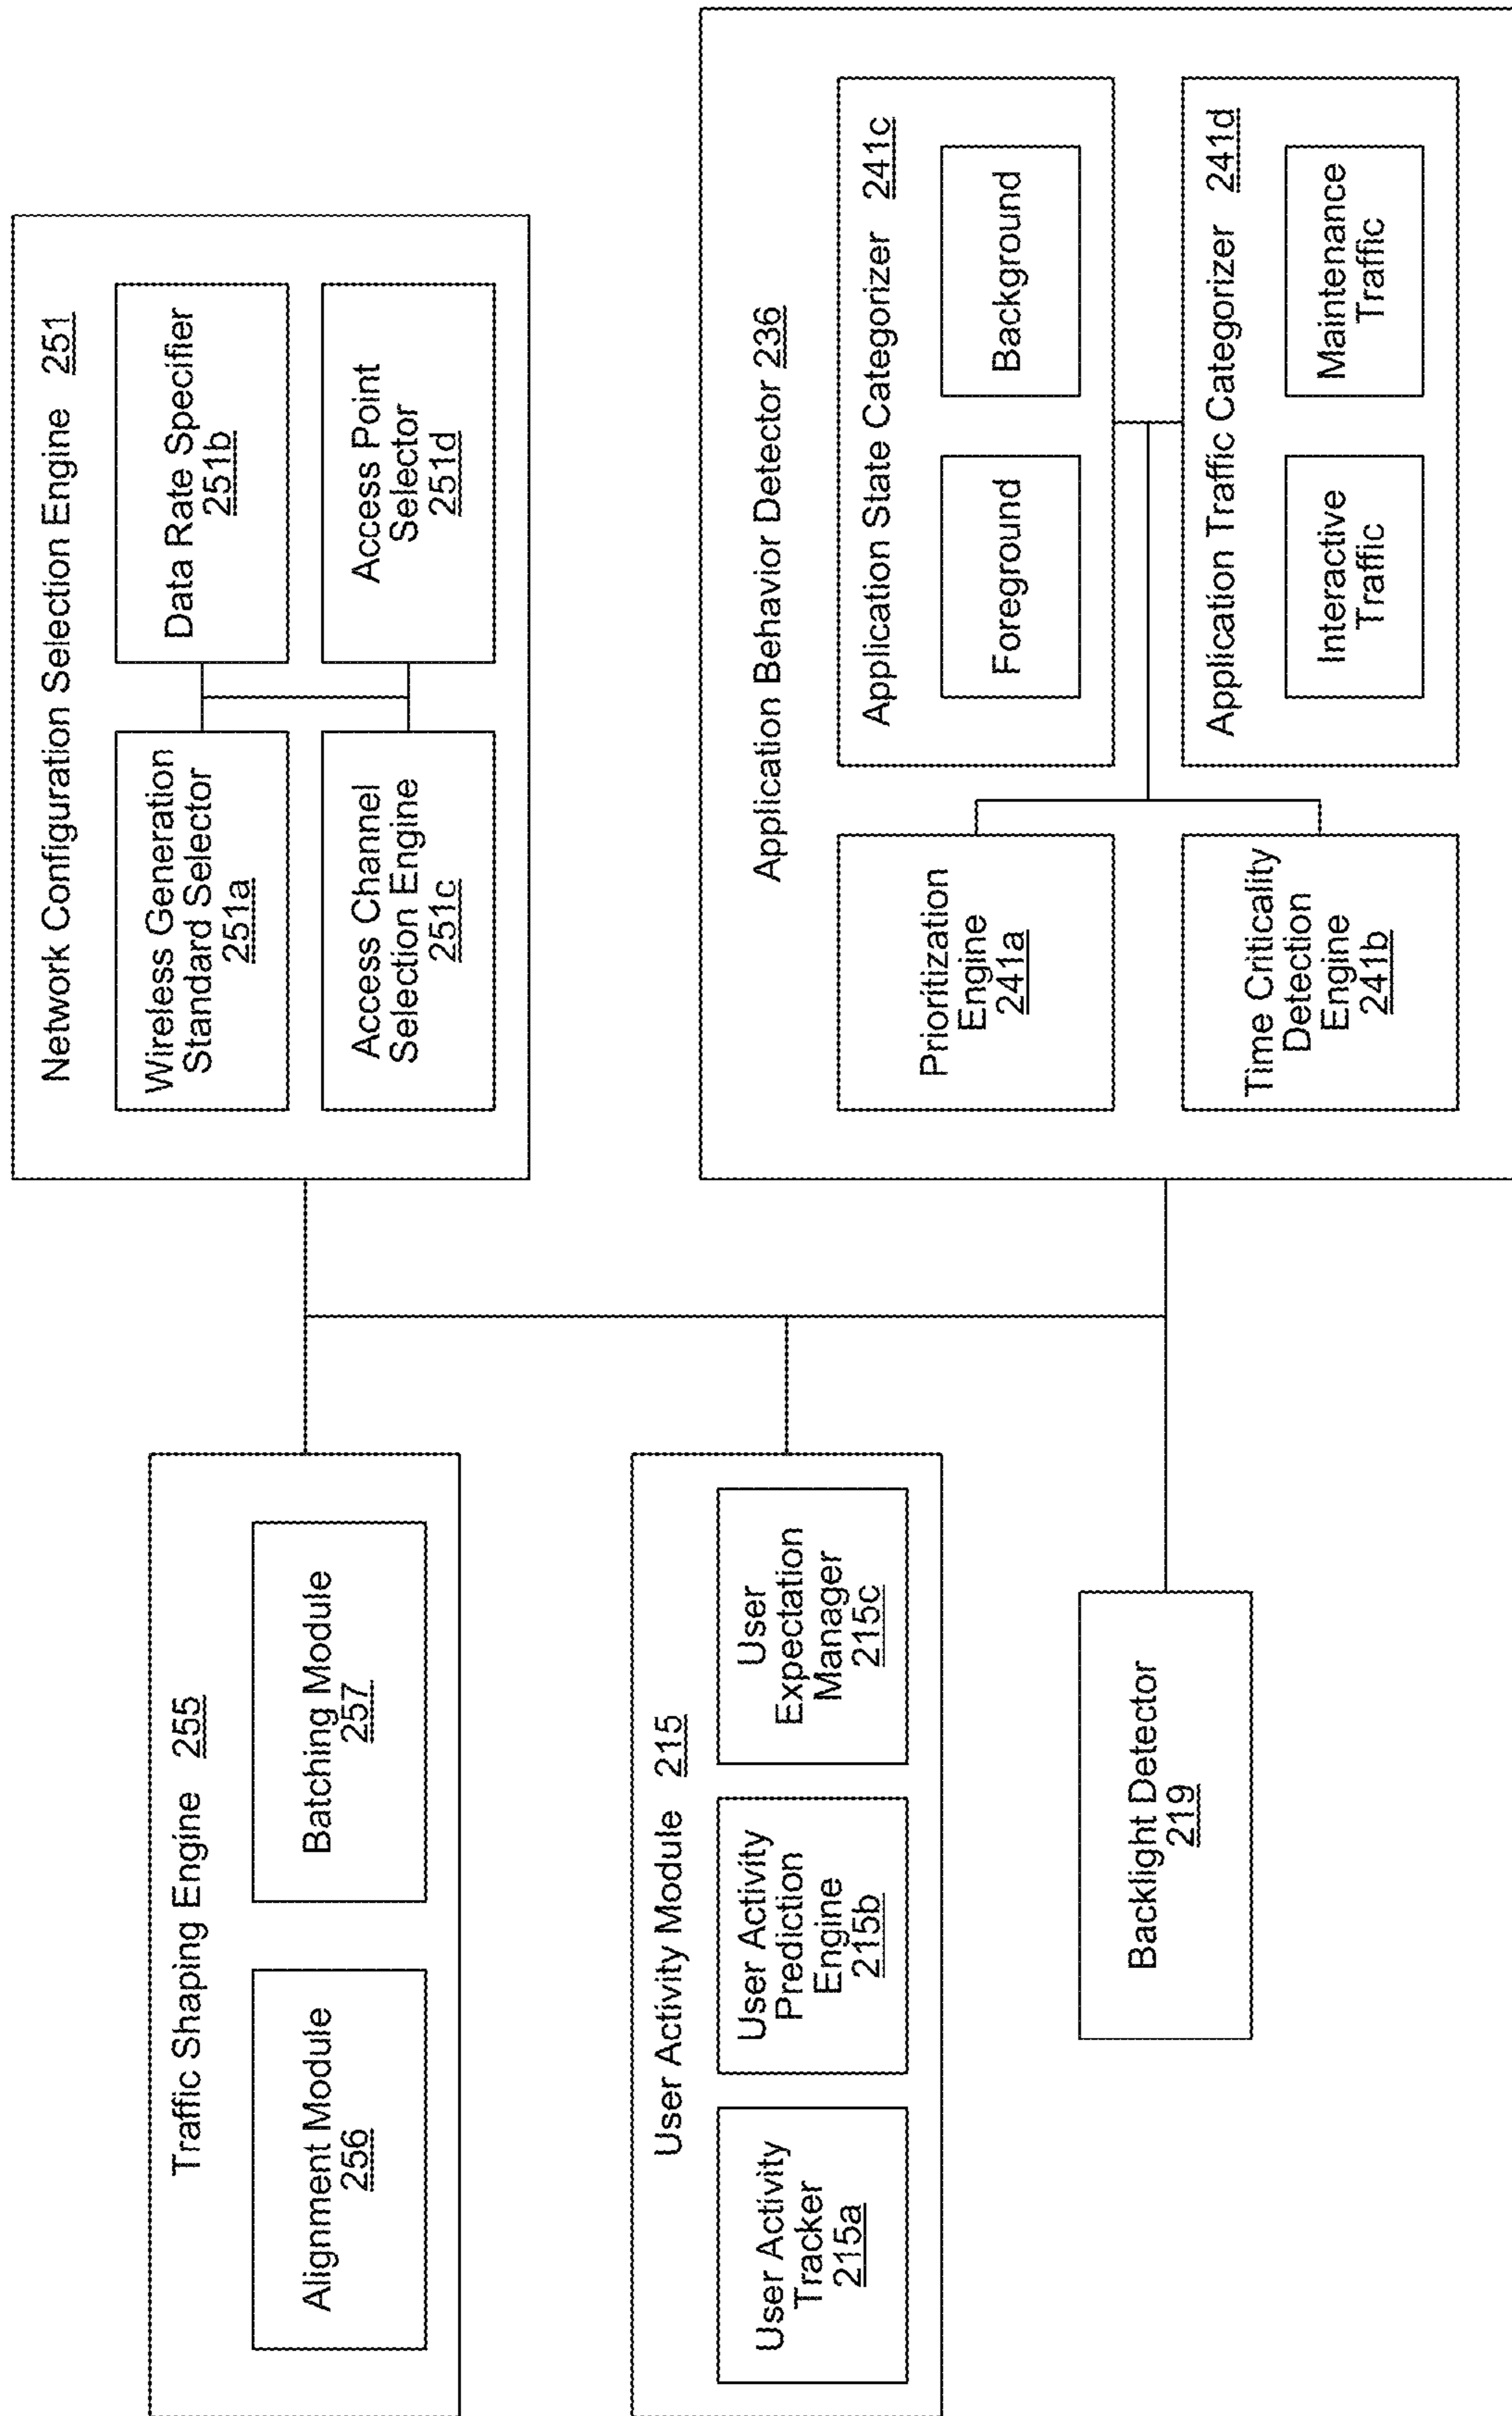 Traffic Shaping Engine 255
Alignment Module
256
Batching Module
257
User Activity Module 215
User Activity
Tracker
215a
User Activity
Prediction
Engine
215b
User
Expectation
Manager
215c
Backlight Detector
219
Network Configuration Selection Engine 251
Wireless Generation
Standard Selector
251a
Data Rate Specifier
251b
Access Channel
Selection Engine
251c
Access Point
Selector
251d
Application Behavior Detector 236
Prioritization
Engine
241a
Time Criticality
Detection
Engine
241b
Application State Categorizer 241c
Foreground
Background
Application Traffic Categorizer 241d
Interactive
Traffic
Maintenance
Traffic